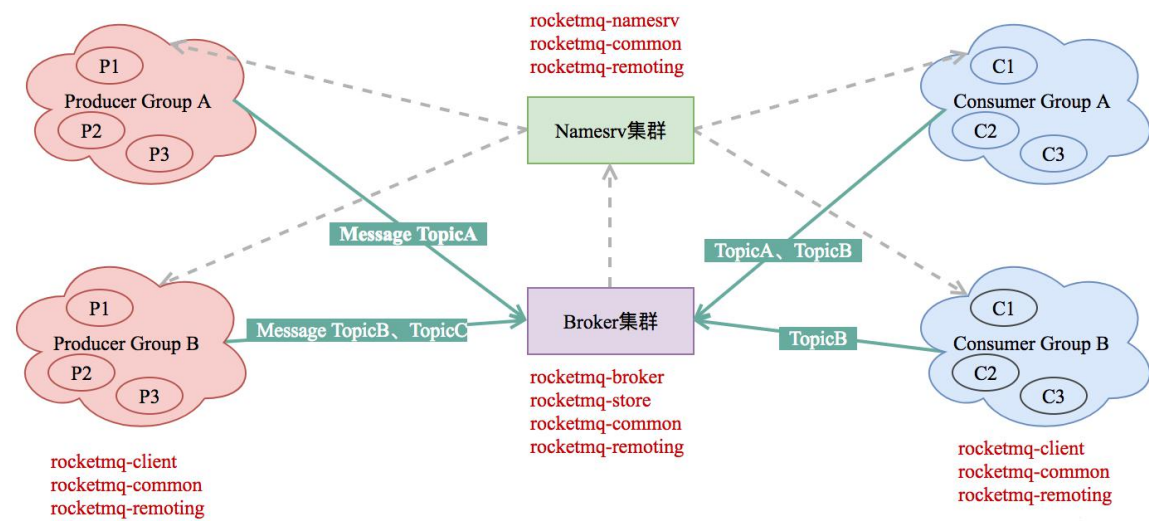 rocketmq-namesrv
rocketmq-common
rocketmq-remoting
P1
Producer Group A
P2
P3
Namesrv集群
C1
Consumer Group A
C2
C3
Message TopicA
TopicA、TopicB
P1
Producer Group B
P2
P3
Message TopicB、TopicC
Broker集群
TopicB
C1
Consumer Group B
C2
C3
rocketmq-broker
rocketmq-store
rocketmq-common
rocketmq-remoting
rocketmq-client
rocketmq-common
rocketmq-remoting
rocketmq-client
rocketmq-common
rocketmq-remoting